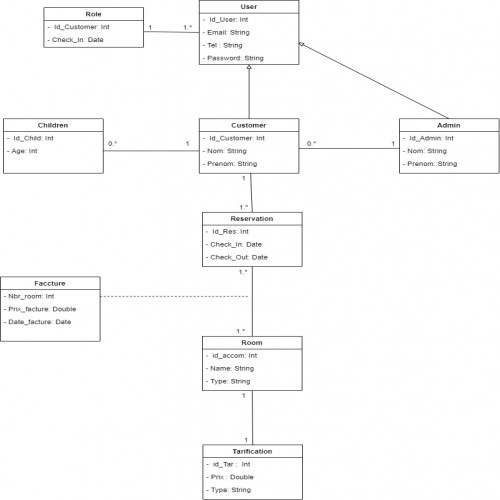 Role
- Id_Customer: Int
- Check_In: Date
1
1..*
User
- Id_User: Int
- Email: String
- Tel : String
- Password: String
Children
- Id_Child: Int
- Age: Int
0..*
1
Customer
- Id_Customer: Int
- Nom: String
- Prenom: String
0..*
1
Admin
- Id_Admin: Int
- Nom: String
- Prenom: String
1
1..*
Reservation
- Id_Res: Int
- Check_In: Date
- Check_Out: Date
1..*
Faccture
- Nbr_room: Int
- Prix_facture: Double
- Date_facture: Date
1..*
Room
- id_accom: Int
- Name: String
- Type: String
1
1
Tarification
- id_Tar : Int
- Prix : Double
- Type: String